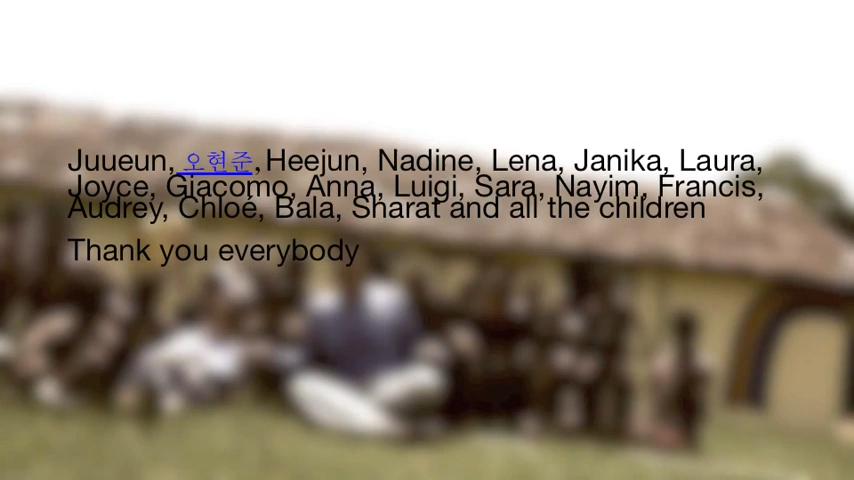 Juueun, 오현준, Heejun, Nadine, Lena, Janika, Laura,
Joyce, Giacomo, Anna, Luigi, Sara, Nayim, Francis,
Audrey, Chloé, Bala, Sharat and all the children
Thank you everybody